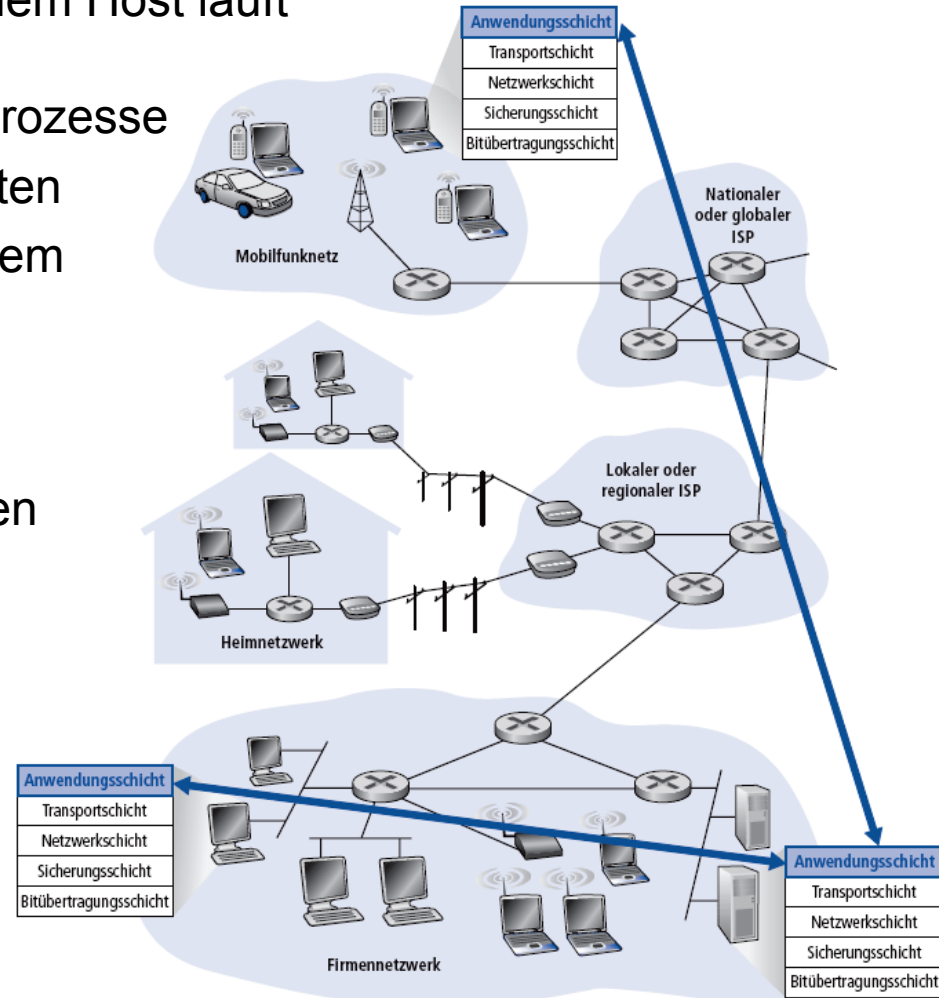 Host läuft
rozesse
ten
em
en
Anwendungsschicht
Transportschicht
Netzwerkschicht
Sicherungsschicht
Bitübertragungsschicht
Nationaler
oder globaler
ISP
Mobilfunknetz
Lokaler oder
regionaler ISP
Heimnetzwerk
Anwendungsschicht
Transportschicht
Netzwerkschicht
Sicherungsschicht
Bitübertragungsschicht
Anwendungsschicht
Transportschicht
Netzwerkschicht
Sicherungsschicht
Bitübertragungsschicht
Firmennetzwerk